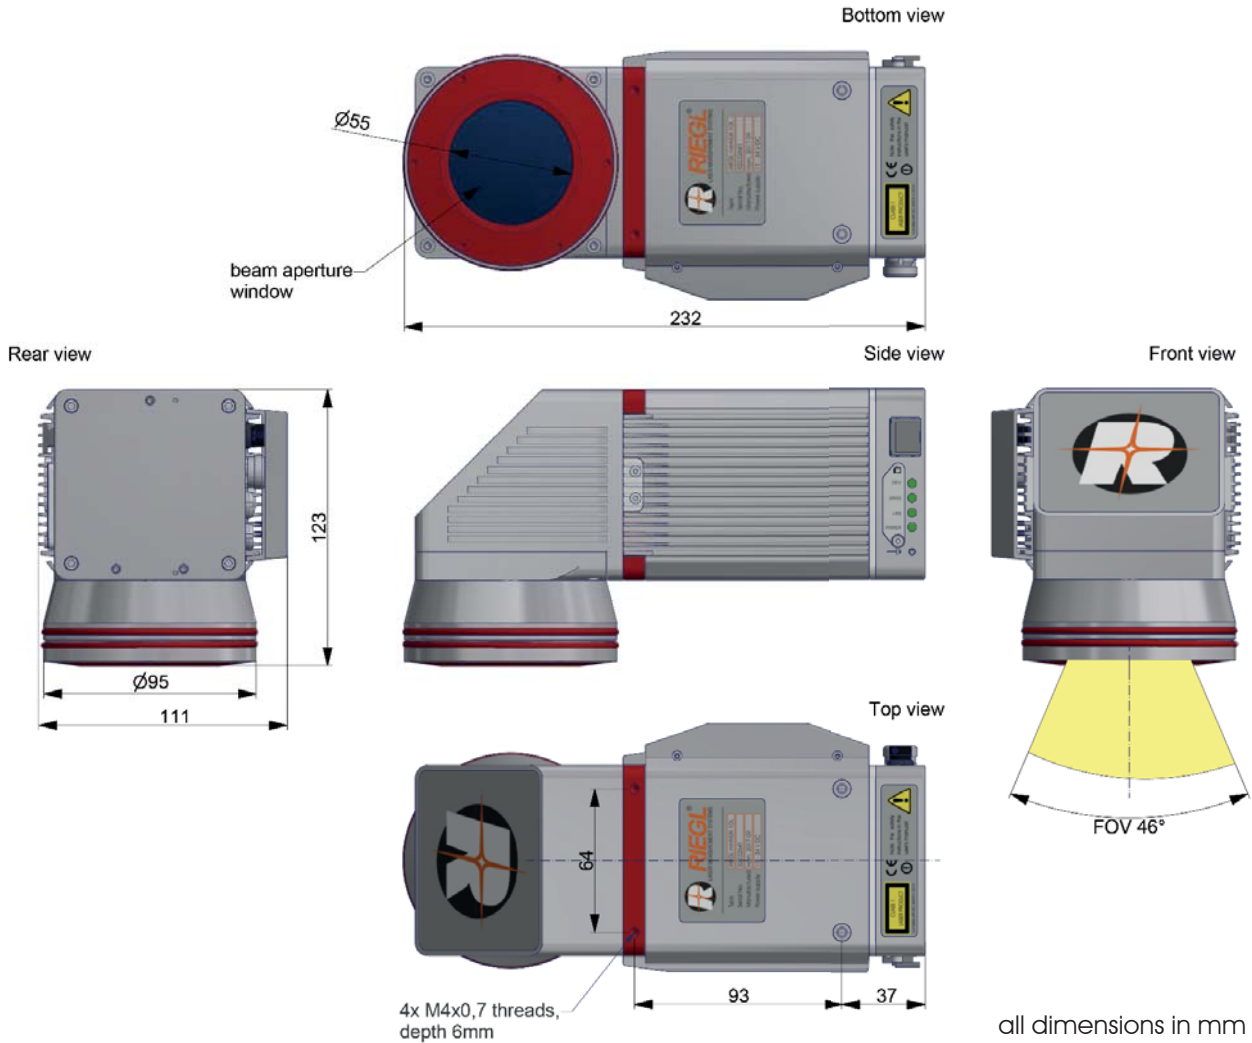 Bottom view
Ø55
RIEGL
beam aperture
window
232
Rear view
Side view
Front view
123
Ø95
111
Top view
FOV 46°
64
RIEGL
93
37
4x M4x0,7 threads,
depth 6mm
all dimensions in mm